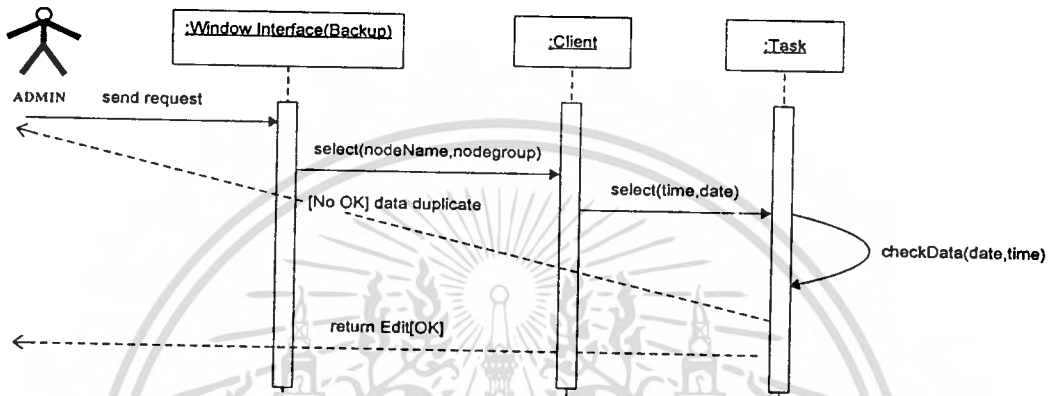 :Window Interface(Backup)
:Client
:Task
ADMIN
send request
select(nodeName,nodegroup)
select(time,date)
[No OK] data duplicate
checkData(date,time)
return Edit[OK]